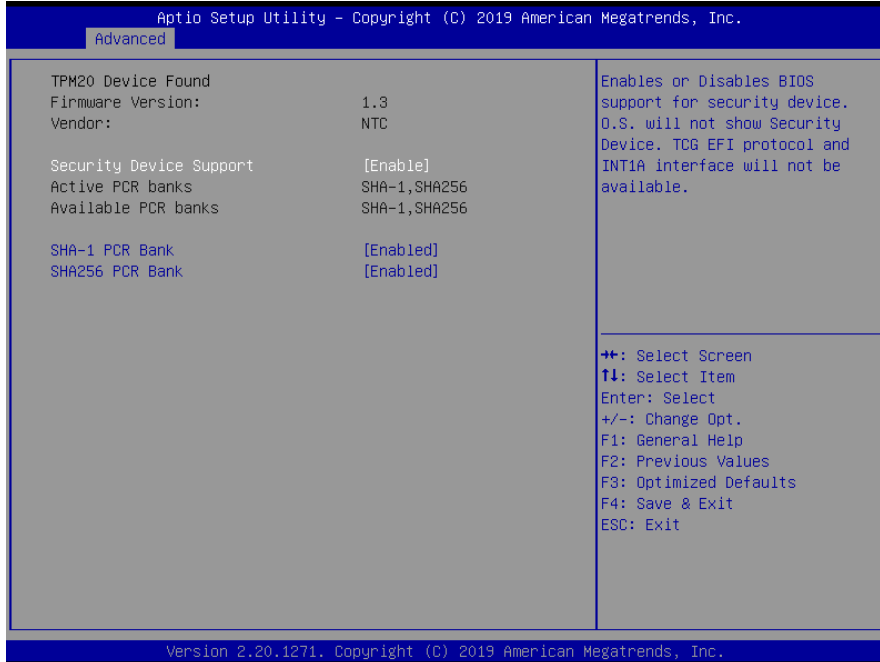 Aptio Setup Utility – Copyright (C) 2019 American Megatrends, Inc.
Advanced
TPM20 Device Found
Firmware Version: 1.3
Vendor: NTC
Security Device Support [Enable]
Active PCR banks SHA-1,SHA256
Available PCR banks SHA-1,SHA256
SHA-1 PCR Bank [Enabled]
SHA256 PCR Bank [Enabled]
Enables or Disables BIOS
support for security device.
O.S. will not show Security
Device. TCG EFI protocol and
INT1A interface will not be
available.
→←: Select Screen
↑↓: Select Item
Enter: Select
+/-: Change Opt.
F1: General Help
F2: Previous Values
F3: Optimized Defaults
F4: Save & Exit
ESC: Exit
Version 2.20.1271. Copyright (C) 2019 American Megatrends, Inc.